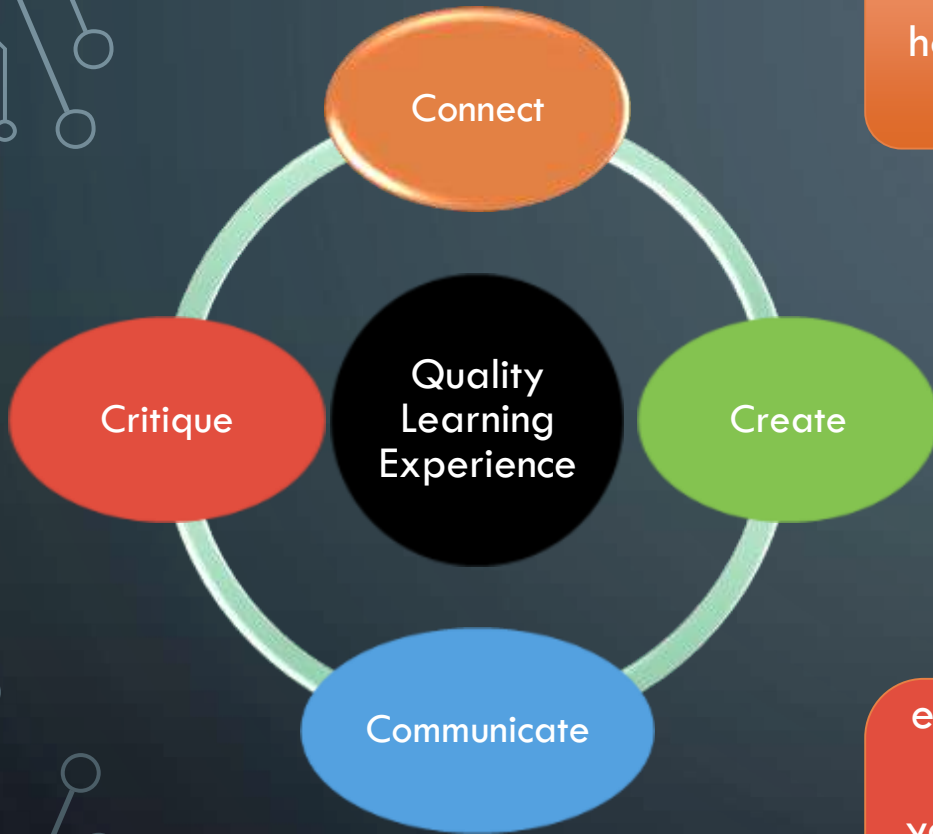 Connect
Critique
Quality
Learning
Experience
Create
Communicate